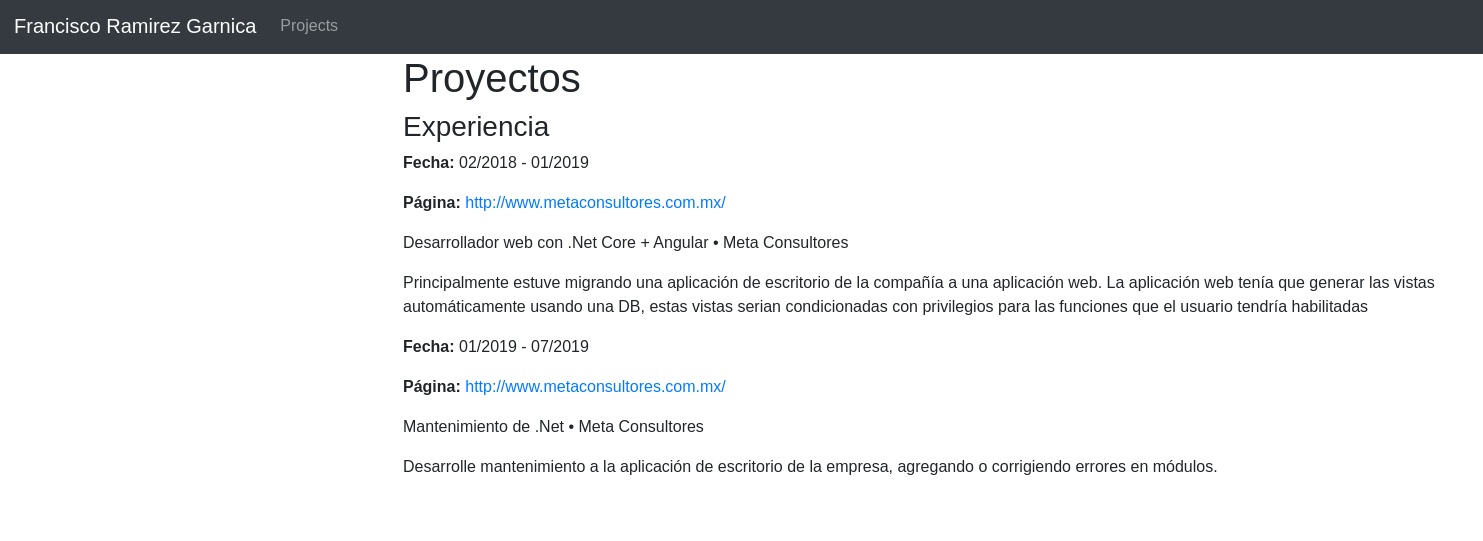 Francisco Ramirez Garnica Projects
Proyectos
Experiencia
Fecha: 02/2018 - 01/2019
Página: http://www.metaconsultores.com.mx/
Desarrollador web con .Net Core + Angular • Meta Consultores
Principalmente estuve migrando una aplicación de escritorio de la compañía a una aplicación web. La aplicación web tenía que generar las vistas
automáticamente usando una DB, estas vistas serian condicionadas con privilegios para las funciones que el usuario tendría habilitadas
Fecha: 01/2019 - 07/2019
Página: http://www.metaconsultores.com.mx/
Mantenimiento de .Net • Meta Consultores
Desarrolle mantenimiento a la aplicación de escritorio de la empresa, agregando o corrigiendo errores en módulos.